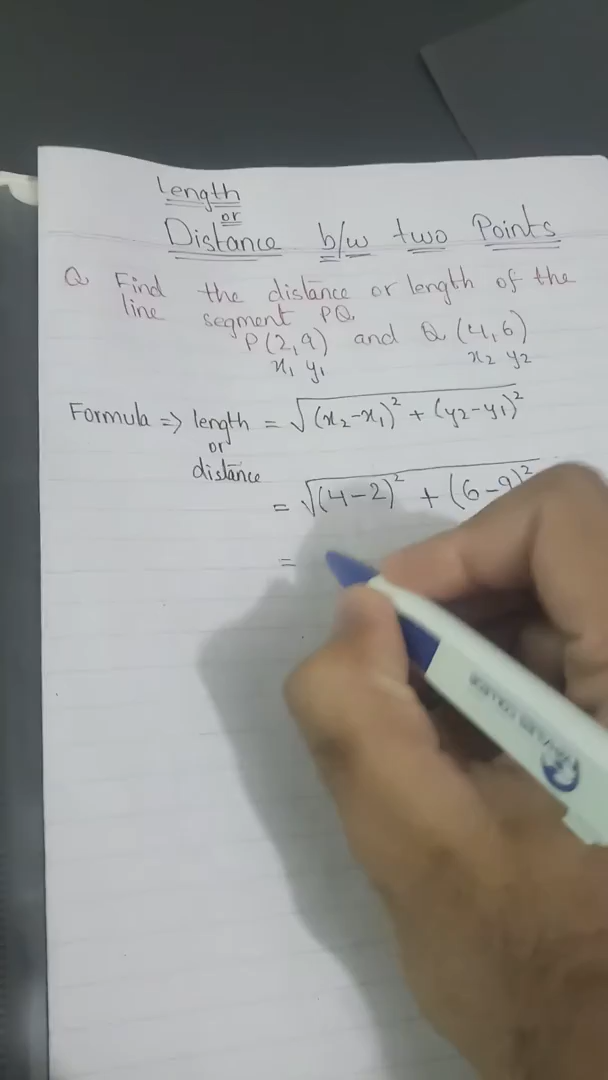 Length
or
Distance b/w two Points
Q Find the distance or length of the
line segment PQ.
P(2,9) and Q(4,6)
x₁ y₁ x₂ y₂
Formula => length = √(x₂-x₁)² + (y₂-y₁)²
or
distance
= √(4-2)² + (6-9)²
=
COLLEGE